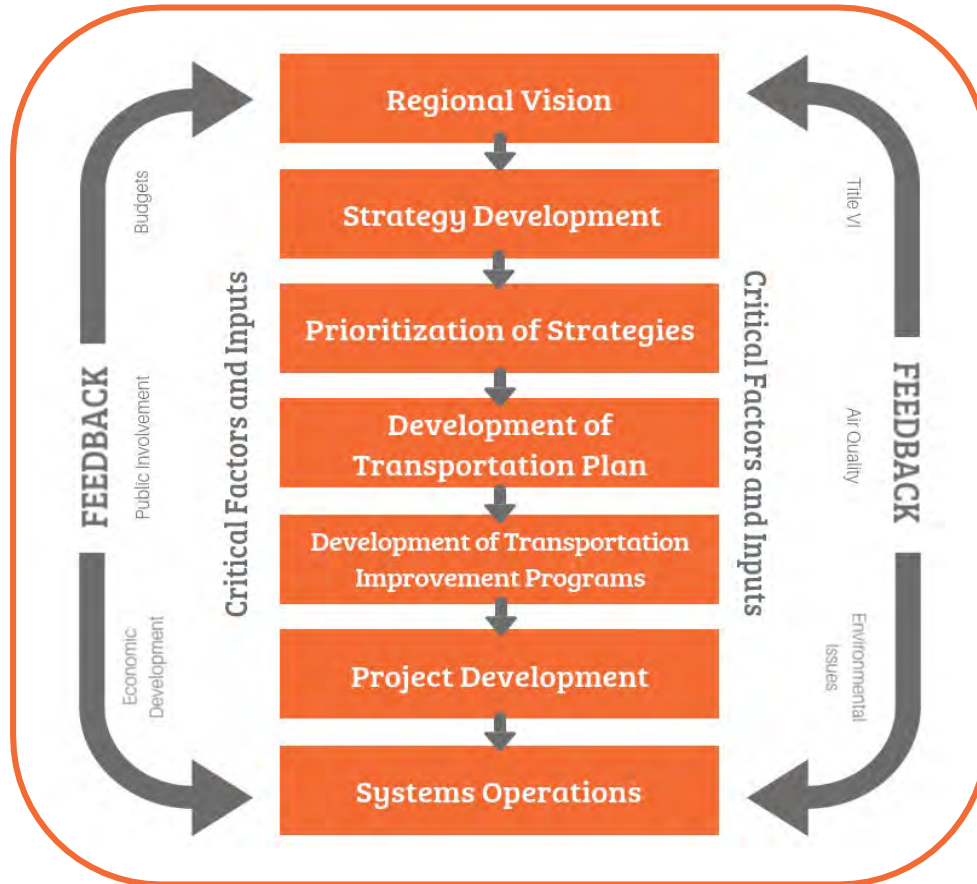 Regional Vision
Strategy Development
Prioritization of Strategies
Development of
Transportation Plan
Development of Transportation
Improvement Programs
Project Development
Systems Operations
FEEDBACK
Budgets
Public Involvement
Economic
Development
Critical Factors and Inputs
Critical Factors and Inputs
Title VI
Air Quality
Environmental
Issues
FEEDBACK